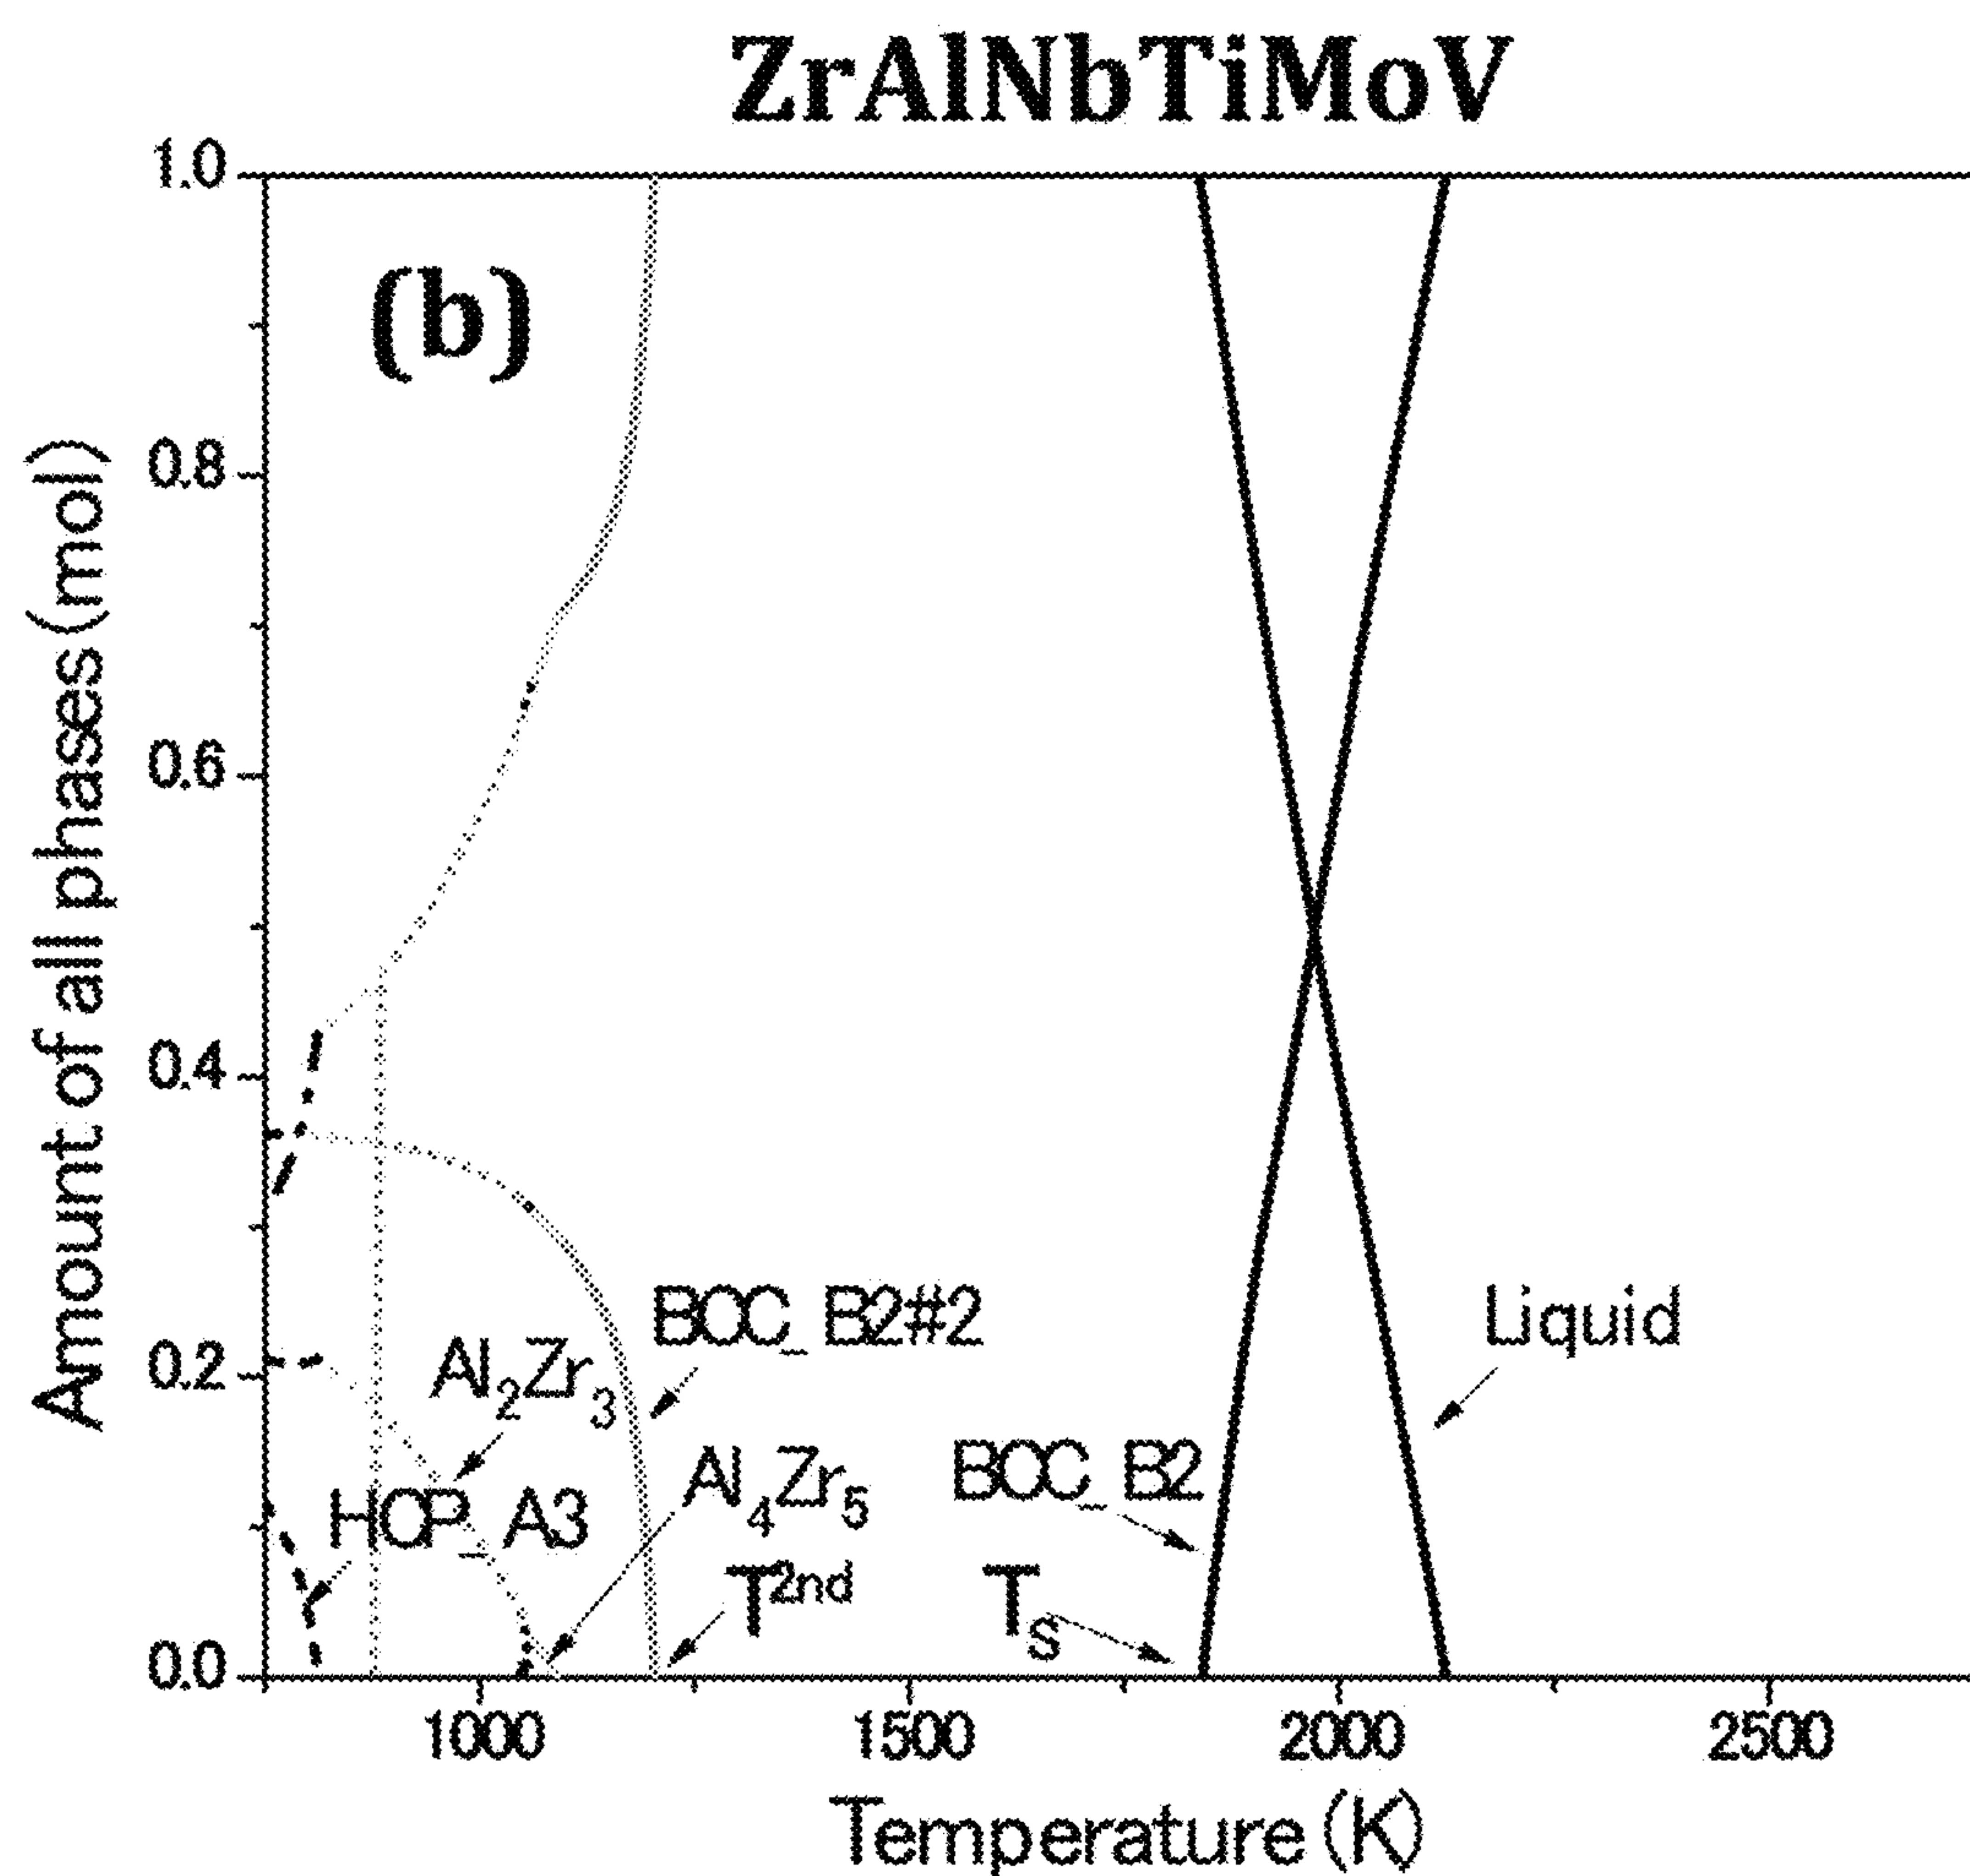 ZrAlNbTiMoV
(b)
Amount of all phases (mol)
1.0
0.8
0.6
0.4
0.2
0.0
BCC_B2#2
Liquid
Al2Zr3
Al4Zr5
BCC_B2
HCP_A3
T2nd
TS
1000
1500
2000
2500
Temperature (K)